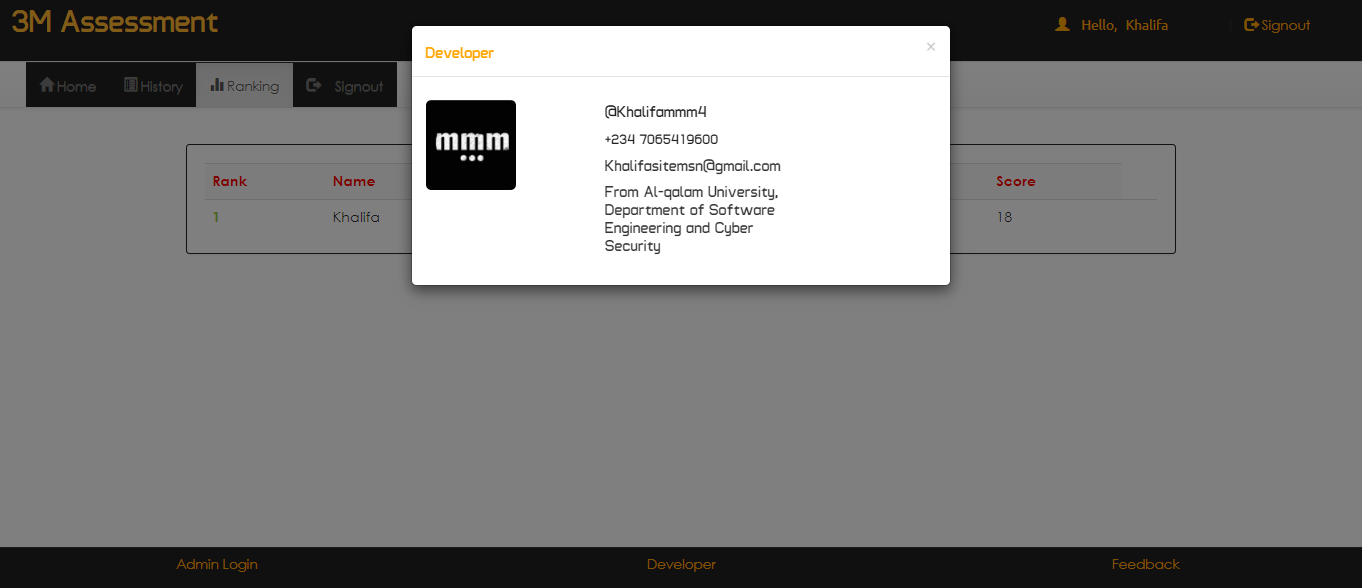 3M Assessment
Hello, Khalifa
Signout
Home
History
Ranking
Signout
Developer
×
mmm
@Khalifammm4
+234 7065419600
Khalifasitemsn@gmail.com
From Al-qalam University,
Department of Software
Engineering and Cyber
Security
Rank Name Score
1 Khalifa 18
Admin Login
Developer
Feedback